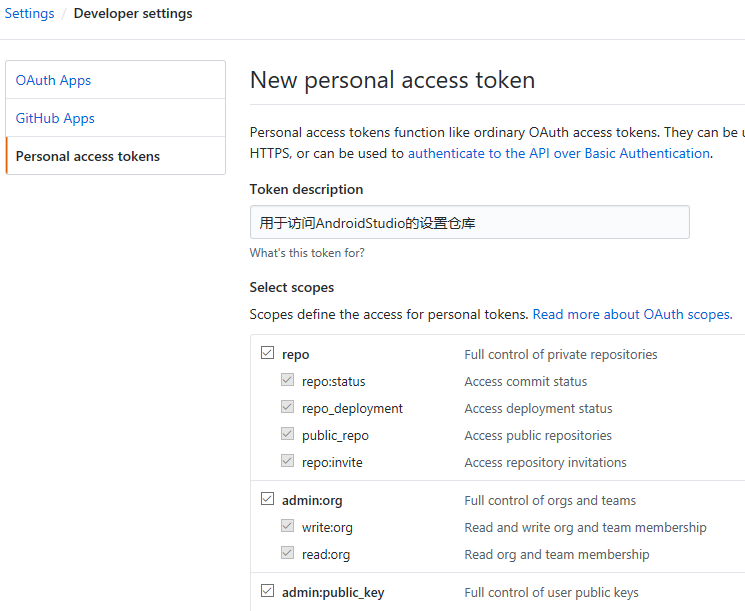 Settings / Developer settings
OAuth Apps
GitHub Apps
Personal access tokens
New personal access token
Personal access tokens function like ordinary OAuth access tokens. They can be
HTTPS, or can be used to authenticate to the API over Basic Authentication.
Token description
用于访问AndroidStudio的设置仓库
What's this token for?
Select scopes
Scopes define the access for personal tokens. Read more about OAuth scopes.
repo Full control of private repositories
repo:status Access commit status
repo_deployment Access deployment status
public_repo Access public repositories
repo:invite Access repository invitations
admin:org Full control of orgs and teams
write:org Read and write org and team membership
read:org Read org and team membership
admin:public_key Full control of user public keys